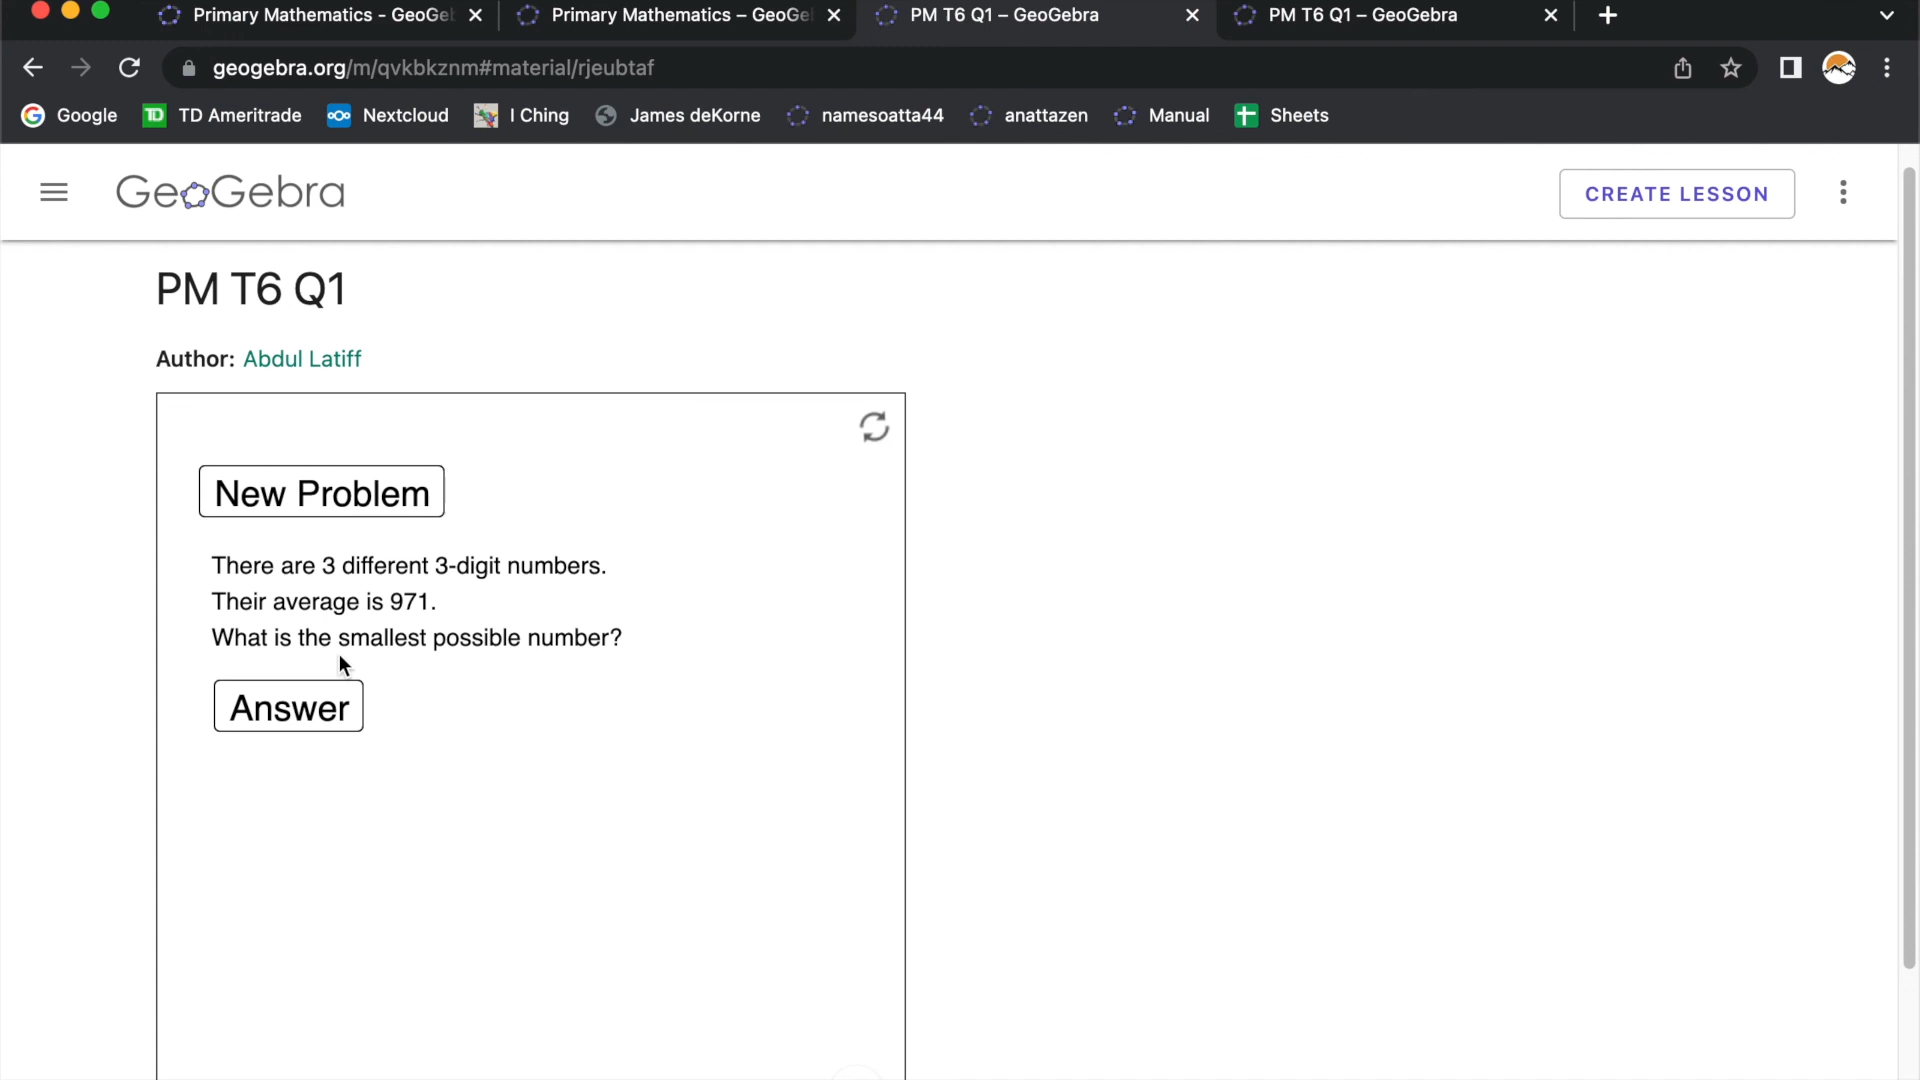 Primary Mathematics - GeoGeb
Primary Mathematics – GeoGel
PM T6 Q1 – GeoGebra
PM T6 Q1 – GeoGebra
geogebra.org/m/qvkbkznm#material/rjeubtaf
Google
TD Ameritrade
Nextcloud
I Ching
James deKorne
namesoatta44
anattazen
Manual
Sheets
GeoGebra
CREATE LESSON
PM T6 Q1
Author: Abdul Latiff
New Problem
There are 3 different 3-digit numbers.
Their average is 971.
What is the smallest possible number?
Answer